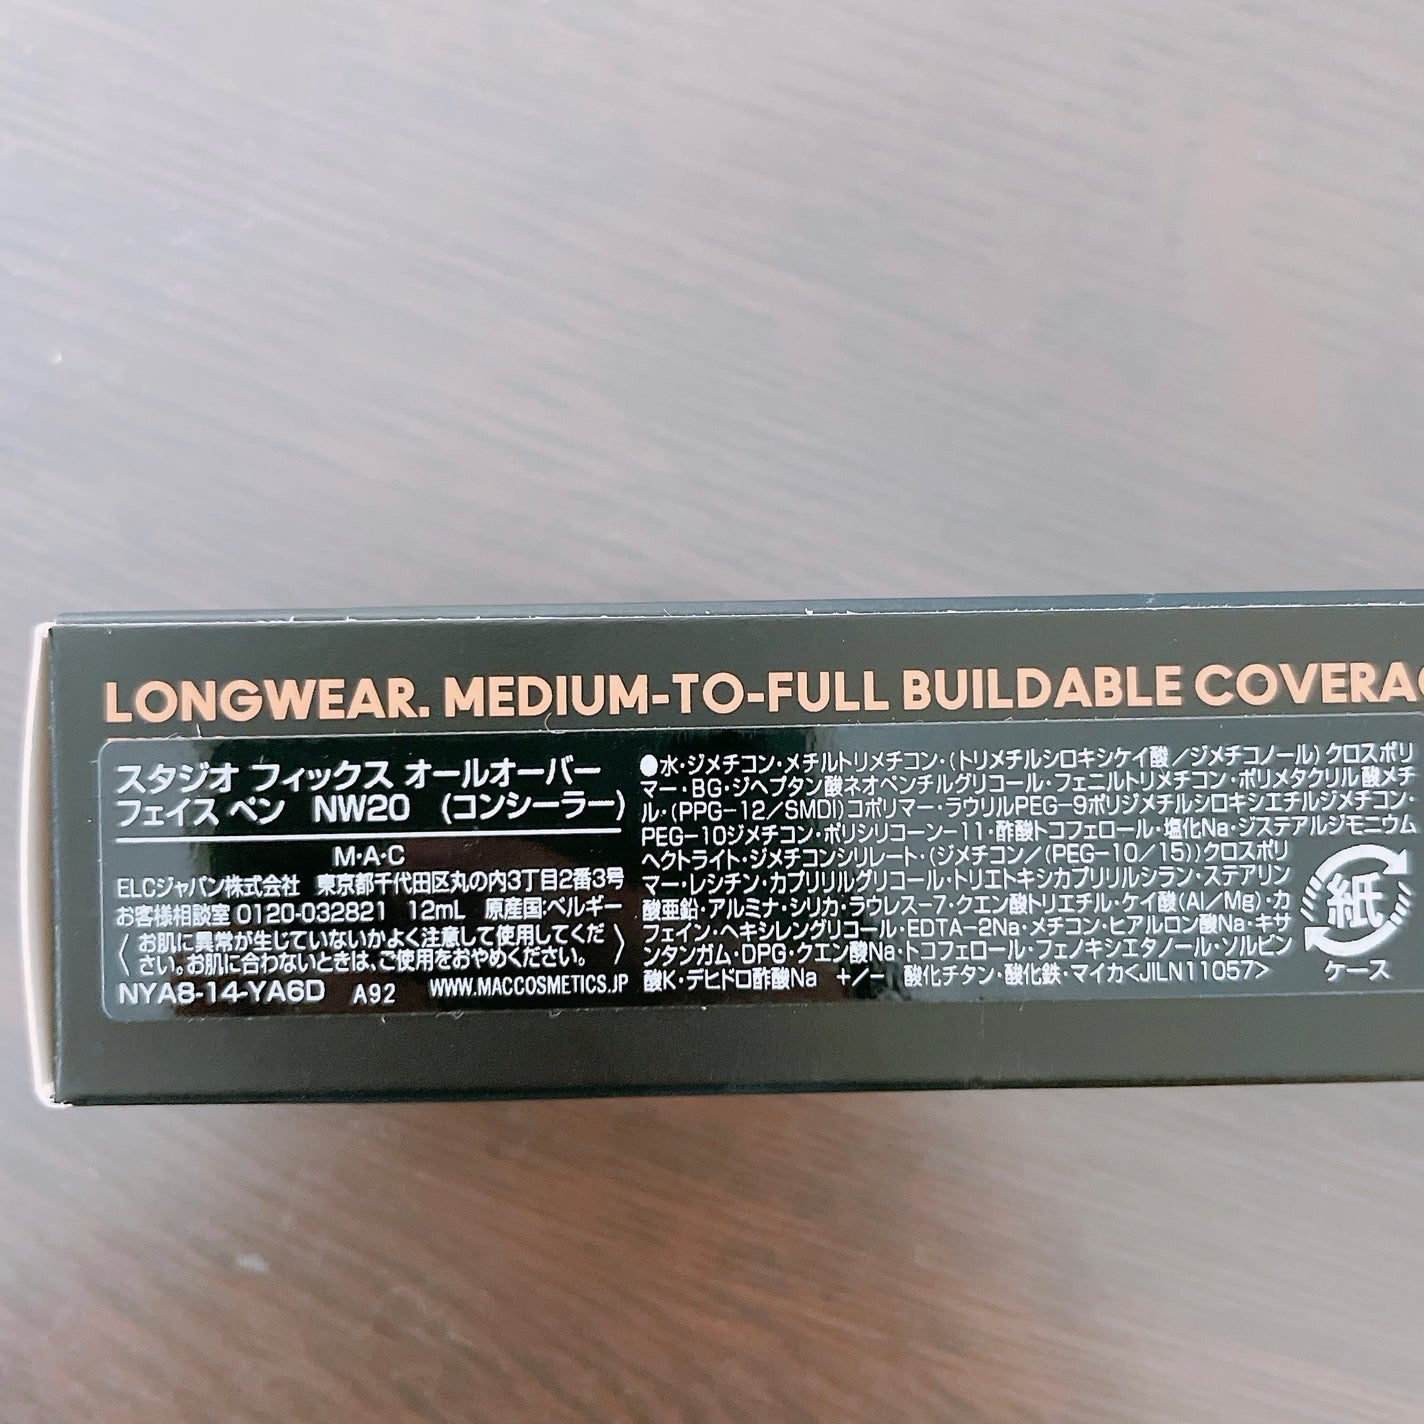 LONGWEAR. MEDIUM-TO-FULL BUILDABLE COVERA
スタジオ フィックス オールオーバー
フェイス ペン NW20 (コンシーラー)
M·A·C
ELCジャパン株式会社 東京都千代田区丸の内3丁目2番3号
お客様相談室 0120-032821 12mL 原産国:ベルギー
〈お肌に異常が生じていないかよく注意して使用してくだ
さい。お肌に合わないときは、ご使用をおやめください。〉
NYA8-14-YA6D A92 WWW.MACCOSMETICS.JP
●水・ジメチコン・メチルトリメチコン・(トリメチルシロキシケイ酸/ジメチコノール)クロスポリ
マー・BG・ジヘプタン酸ネオペンチルグリコール・フェニルトリメチコン・ポリメタクリル酸メチ
ル・(PPG-12/SMDI)コポリマー・ラウリルPEG-9ポリジメチルシロキシエチルジメチコン・
PEG-10ジメチコン・ポリシリコーン-11・酢酸トコフェロール・塩化Na・ジステアルジモニウム
ヘクトライト・ジメチコンシリレート・(ジメチコン/(PEG-10/15))クロスポリ
マー・レシチン・カプリリルグリコール・トリエトキシカプリリルシラン・ステアリン
酸亜鉛・アルミナ・シリカ・ラウレス-7・クエン酸トリエチル・ケイ酸(Al/Mg)・カ
フェイン・ヘキシレングリコール・EDTA-2Na・メチコン・ヒアルロン酸Na・キサ
ンタンガム・DPG・クエン酸Na・トコフェロール・フェノキシエタノール・ソルビン
酸K・デヒドロ酢酸Na +/- 酸化チタン・酸化鉄・マイカ<JILN11057>
紙
ケース